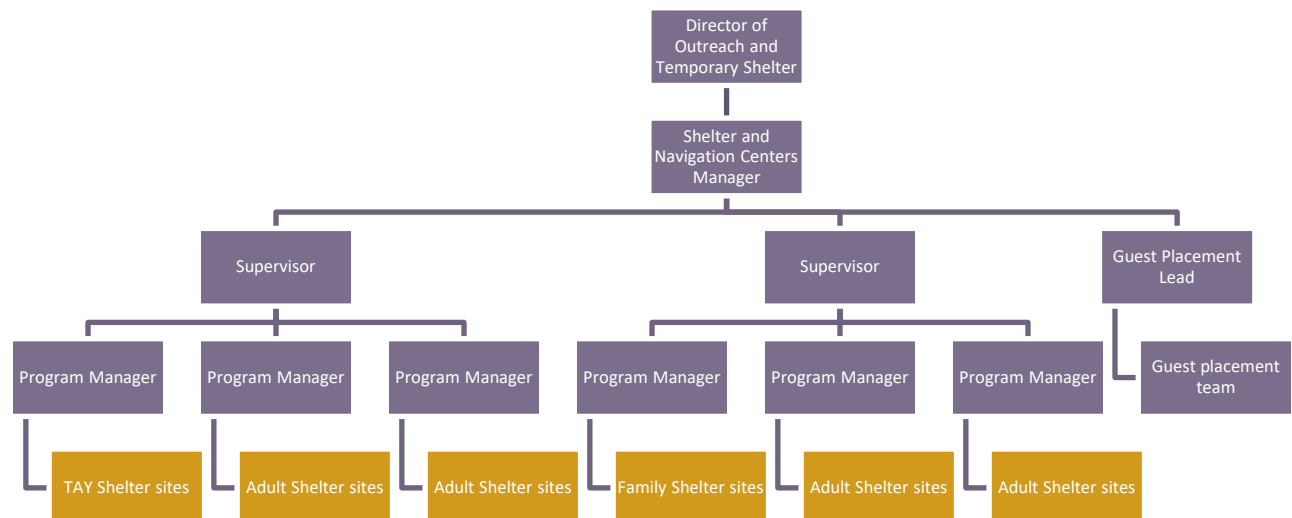 Director of
Outreach and
Temporary Shelter
Shelter and
Navigation Centers
Manager
Supervisor
Supervisor
Guest Placement
Lead
Program Manager
Program Manager
Program Manager
Program Manager
Program Manager
Program Manager
Guest placement
team
TAY Shelter sites
Adult Shelter sites
Adult Shelter sites
Family Shelter sites
Adult Shelter sites
Adult Shelter sites